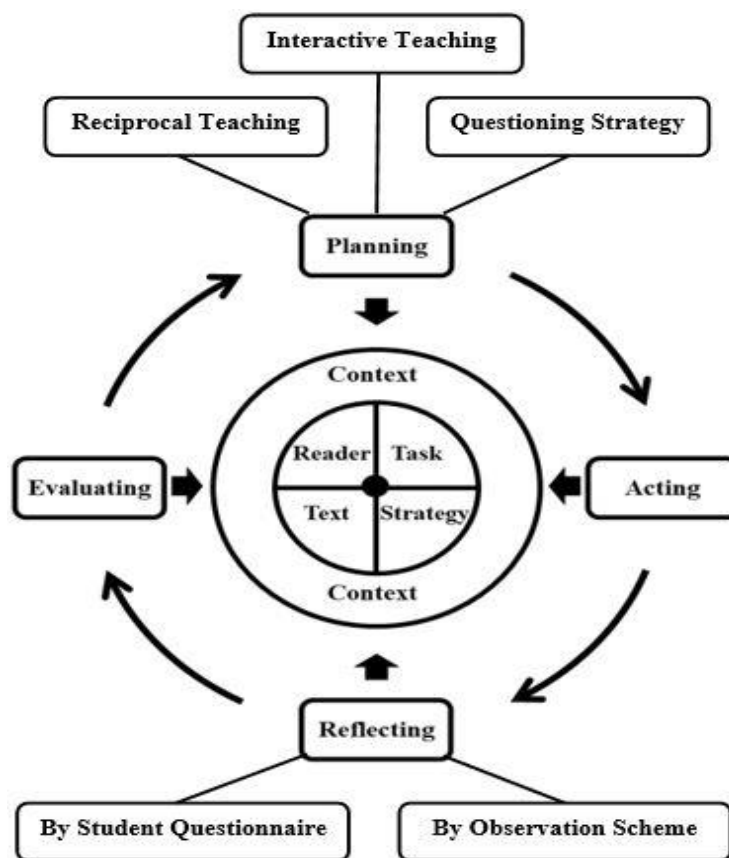 Interactive Teaching
Reciprocal Teaching
Questioning Strategy
Planning
Context
Reader
Task
Evaluating
Acting
Text
Strategy
Context
Reflecting
By Student Questionnaire
By Observation Scheme